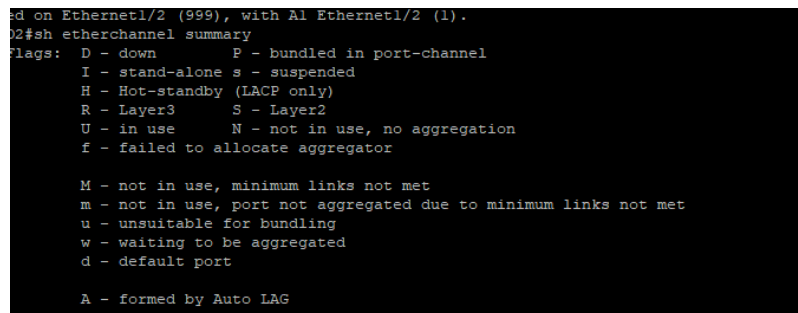 ed on Ethernet1/2 (999), with A1 Ethernet1/2 (1).
D2#sh etherchannel summary
Flags:  D - down        P - bundled in port-channel
        I - stand-alone s - suspended
        H - Hot-standby (LACP only)
        R - Layer3      S - Layer2
        U - in use      N - not in use, no aggregation
        f - failed to allocate aggregator

        M - not in use, minimum links not met
        m - not in use, port not aggregated due to minimum links not met
        u - unsuitable for bundling
        w - waiting to be aggregated
        d - default port

        A - formed by Auto LAG